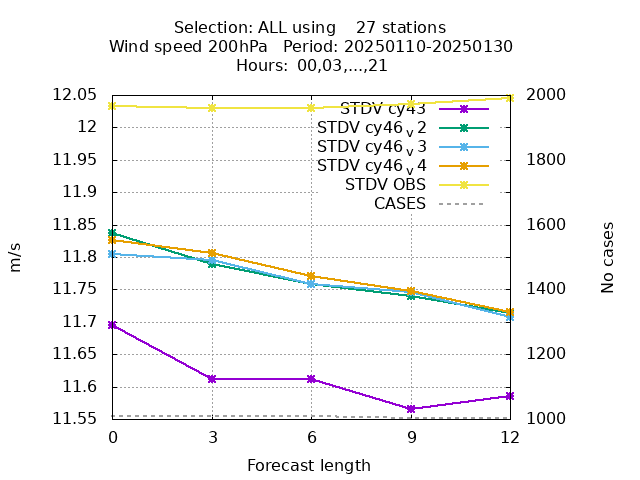 Selection: ALL using    27 stations
Wind speed 200hPa   Period: 20250110-20250130
Hours:  00,03,...,21
12.05
12
11.95
11.9
11.85
11.8
11.75
11.7
11.65
11.6
11.55
m/s
STDV cy43
STDV cy46v2
STDV cy46v3
STDV cy46v4
STDV OBS
CASES
2000
1800
1600
1400
1200
1000
No cases
0 3 6 9 12
Forecast length